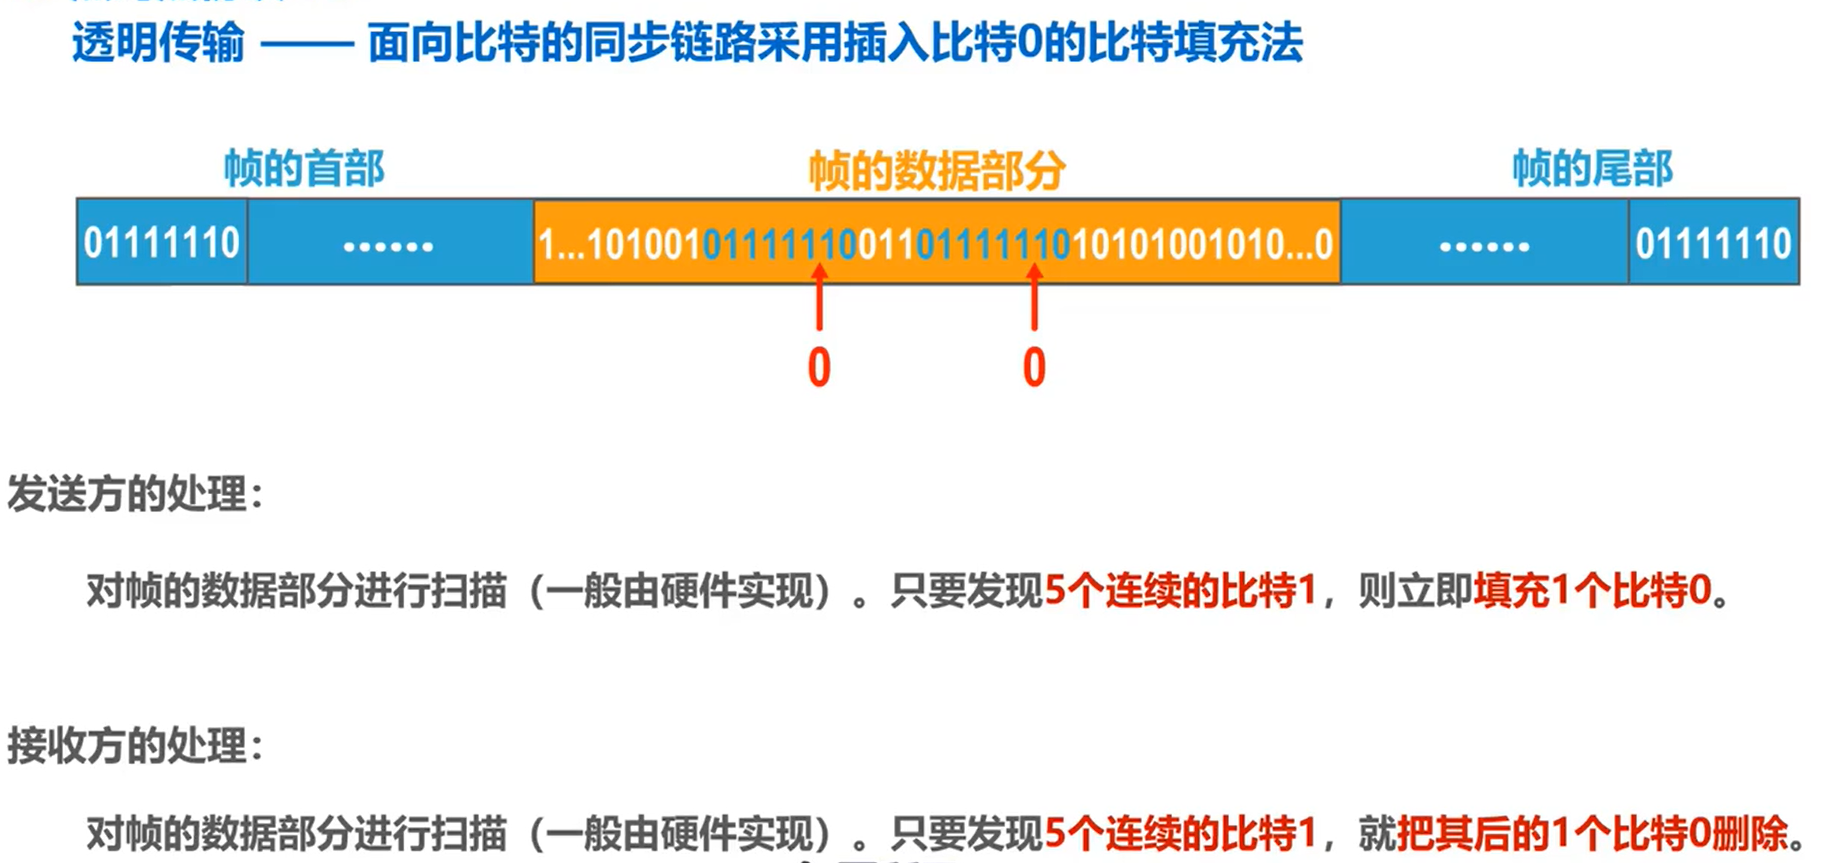 透明传输 —— 面向比特的同步链路采用插入比特0的比特填充法
帧的首部
帧的数据部分
帧的尾部
01111110 …… 1...101001011111100110111111010101001010...0 …… 01111110
0 0
发送方的处理：
对帧的数据部分进行扫描（一般由硬件实现）。只要发现5个连续的比特1，则立即填充1个比特0。
接收方的处理：
对帧的数据部分进行扫描（一般由硬件实现）。只要发现5个连续的比特1，就把其后的1个比特0删除。